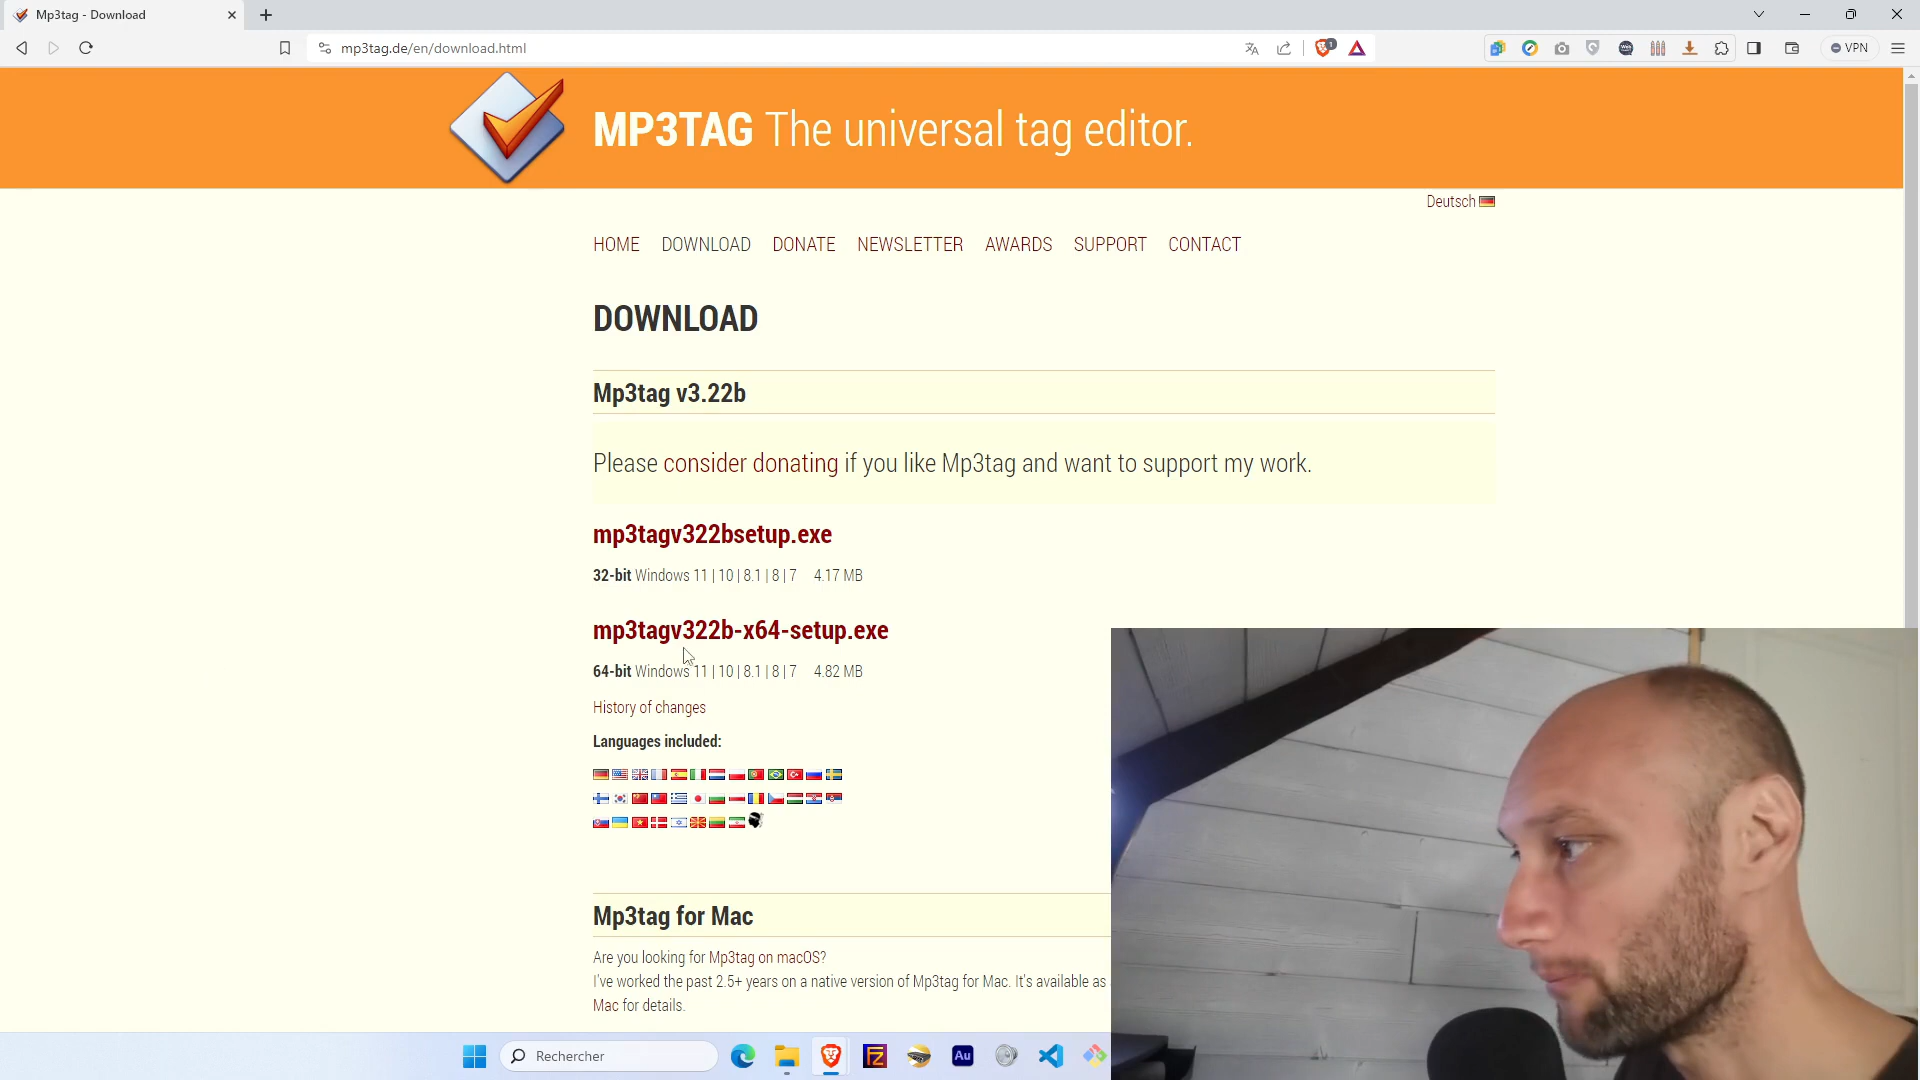 Mp3tag - Download
mp3tag.de/en/download.html
VPN
MP3TAG The universal tag editor.
Deutsch
HOME DOWNLOAD DONATE NEWSLETTER AWARDS SUPPORT CONTACT
DOWNLOAD
Mp3tag v3.22b
Please consider donating if you like Mp3tag and want to support my work.
mp3tagv322bsetup.exe
32-bit Windows 11 | 10 | 8.1 | 8 | 7 4.17 MB
mp3tagv322b-x64-setup.exe
64-bit Windows 11 | 10 | 8.1 | 8 | 7 4.82 MB
History of changes
Languages included:
Mp3tag for Mac
Are you looking for Mp3tag on macOS?
I've worked the past 2.5+ years on a native version of Mp3tag for Mac. It's available as
Mac for details.
Rechercher
Au